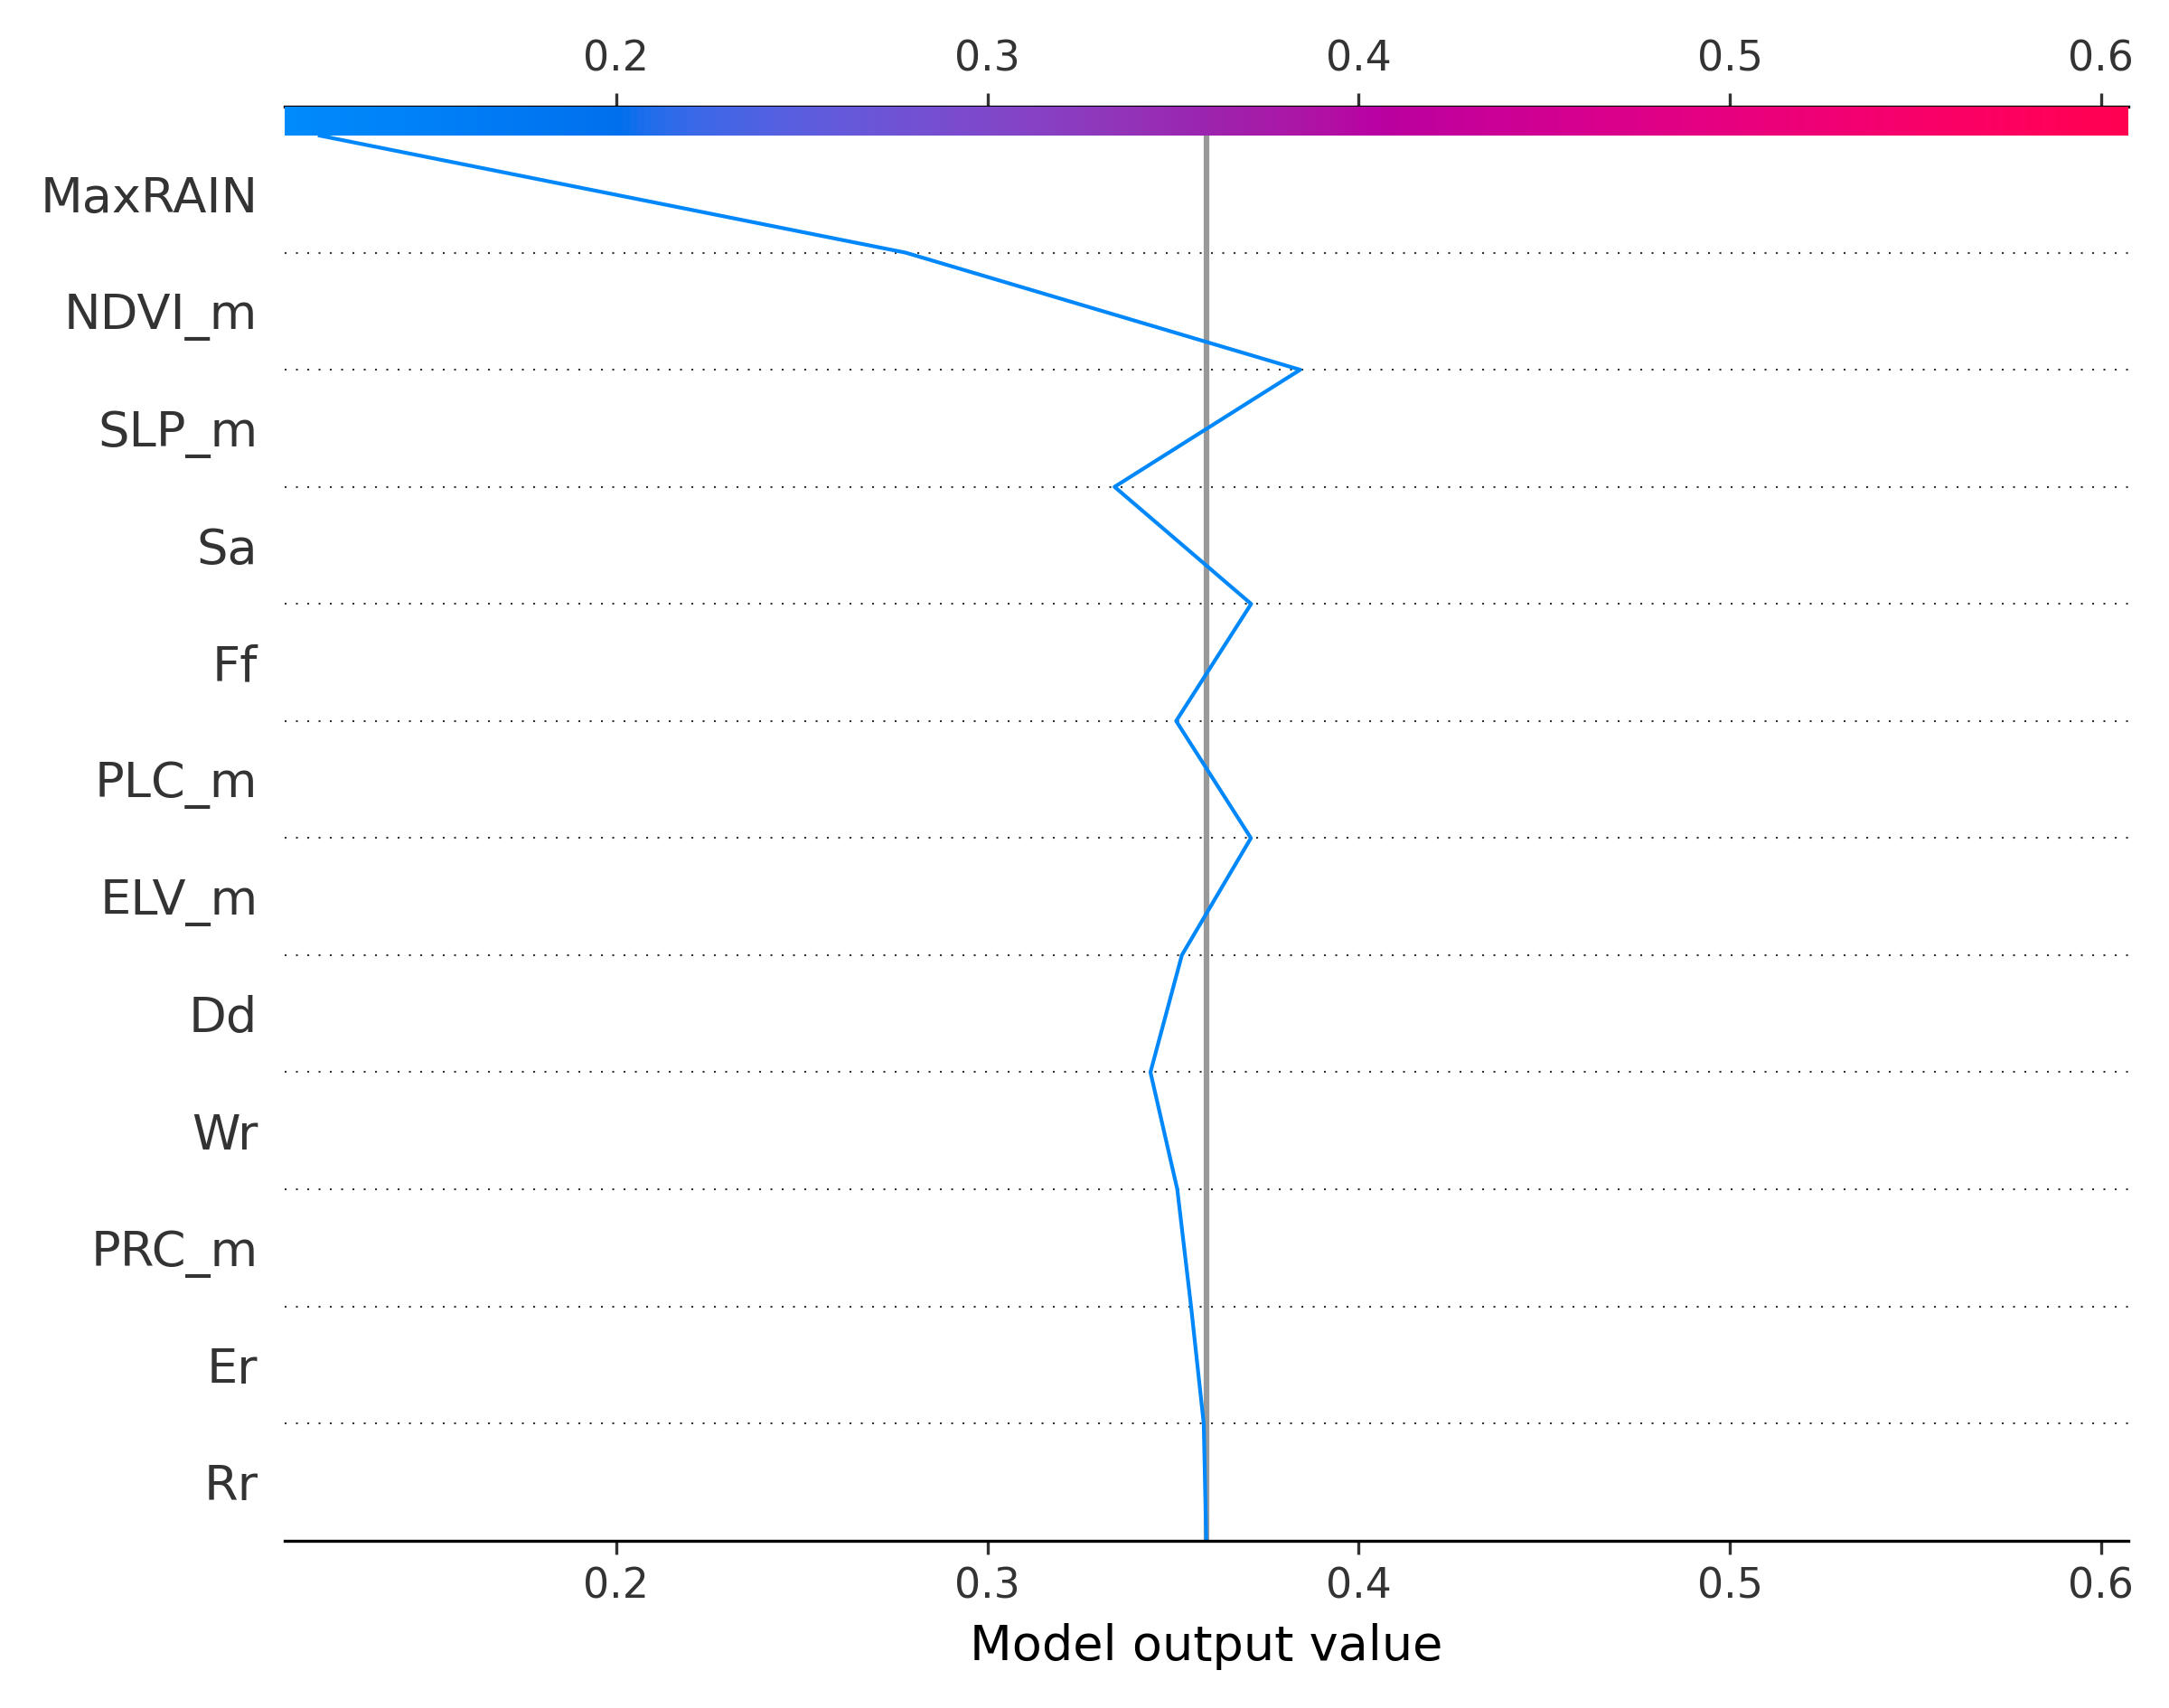 0.2 0.3 0.4 0.5 0.6
MaxRAIN
NDVI_m
SLP_m
Sa
Ff
PLC_m
ELV_m
Dd
Wr
PRC_m
Er
Rr
0.2 0.3 0.4 0.5 0.6
Model output value